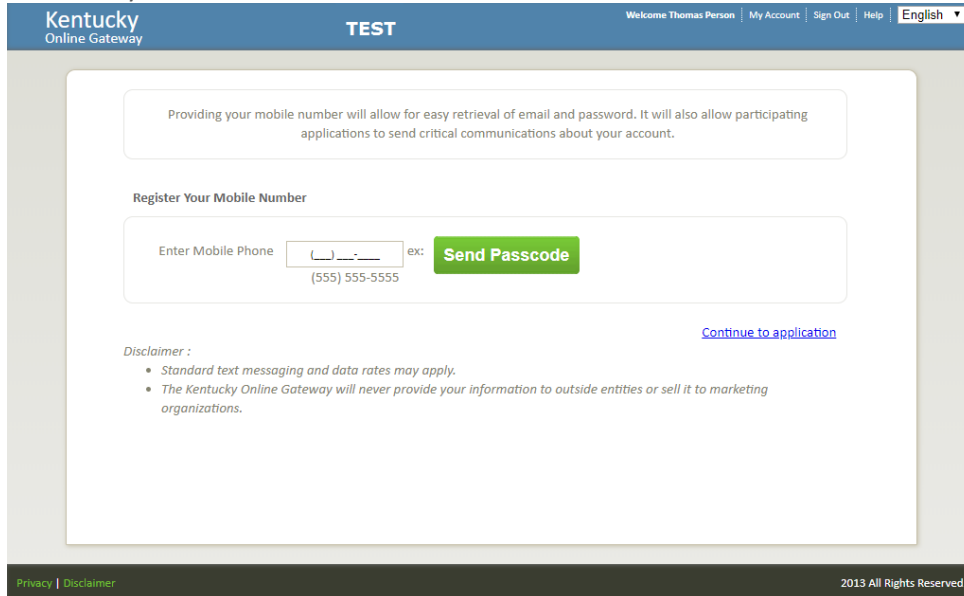 Kentucky
Online Gateway
TEST
Welcome Thomas Person My Account Sign Out Help English
Providing your mobile number will allow for easy retrieval of email and password. It will also allow participating
applications to send critical communications about your account.
Register Your Mobile Number
Enter Mobile Phone (___) ___-____ ex: Send Passcode
(555) 555-5555
Continue to application
Disclaimer :
• Standard text messaging and data rates may apply.
• The Kentucky Online Gateway will never provide your information to outside entities or sell it to marketing
organizations.
Privacy | Disclaimer 2013 All Rights Reserved